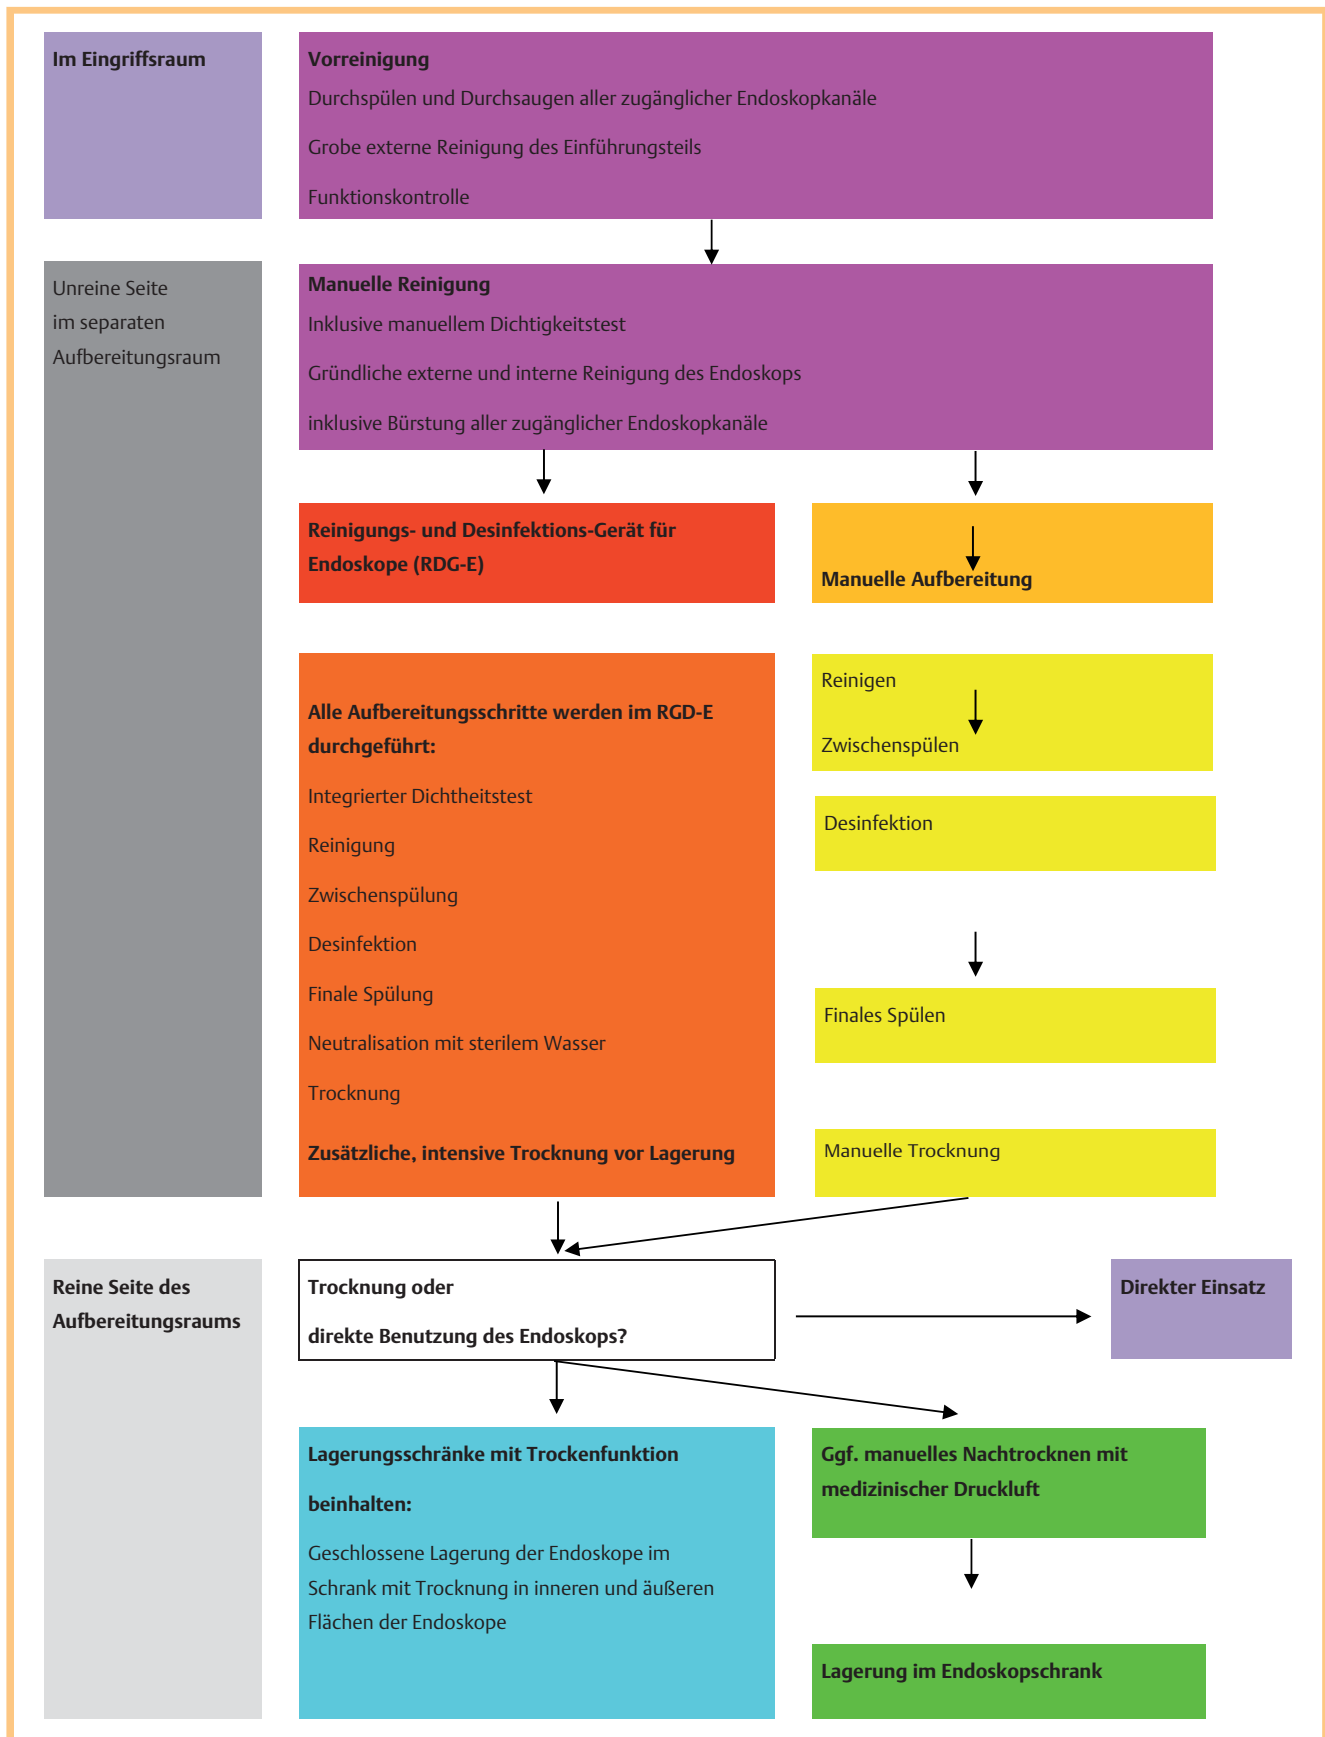 Im Eingriffsraum
Vorreinigung
Durchspülen und Durchsaugen aller zugänglicher Endoskopkanäle
Grobe externe Reinigung des Einführungsteils
Funktionskontrolle
Unreine Seite
im separaten
Aufbereitungsraum
Manuelle Reinigung
Inklusive manuellem Dichtigkeitstest
Gründliche externe und interne Reinigung des Endoskops
inklusive Bürstung aller zugänglicher Endoskopkanäle
Reinigungs- und Desinfektions-Gerät für
Endoskope (RDG-E)
Manuelle Aufbereitung
Alle Aufbereitungsschritte werden im RGD-E
durchgeführt:
Integrierter Dichtheitstest
Reinigung
Zwischenspülung
Desinfektion
Finale Spülung
Neutralisation mit sterilem Wasser
Trocknung
Zusätzliche, intensive Trocknung vor Lagerung
Reinigen
Zwischenspülen
Desinfektion
Finales Spülen
Manuelle Trocknung
Reine Seite des
Aufbereitungsraums
Trocknung oder
direkte Benutzung des Endoskops?
Direkter Einsatz
Lagerungsschränke mit Trockenfunktion
beinhalten:
Geschlossene Lagerung der Endoskope im
Schrank mit Trocknung in inneren und äußeren
Flächen der Endoskope
Ggf. manuelles Nachtrocknen mit
medizinischer Druckluft
Lagerung im Endoskopschrank